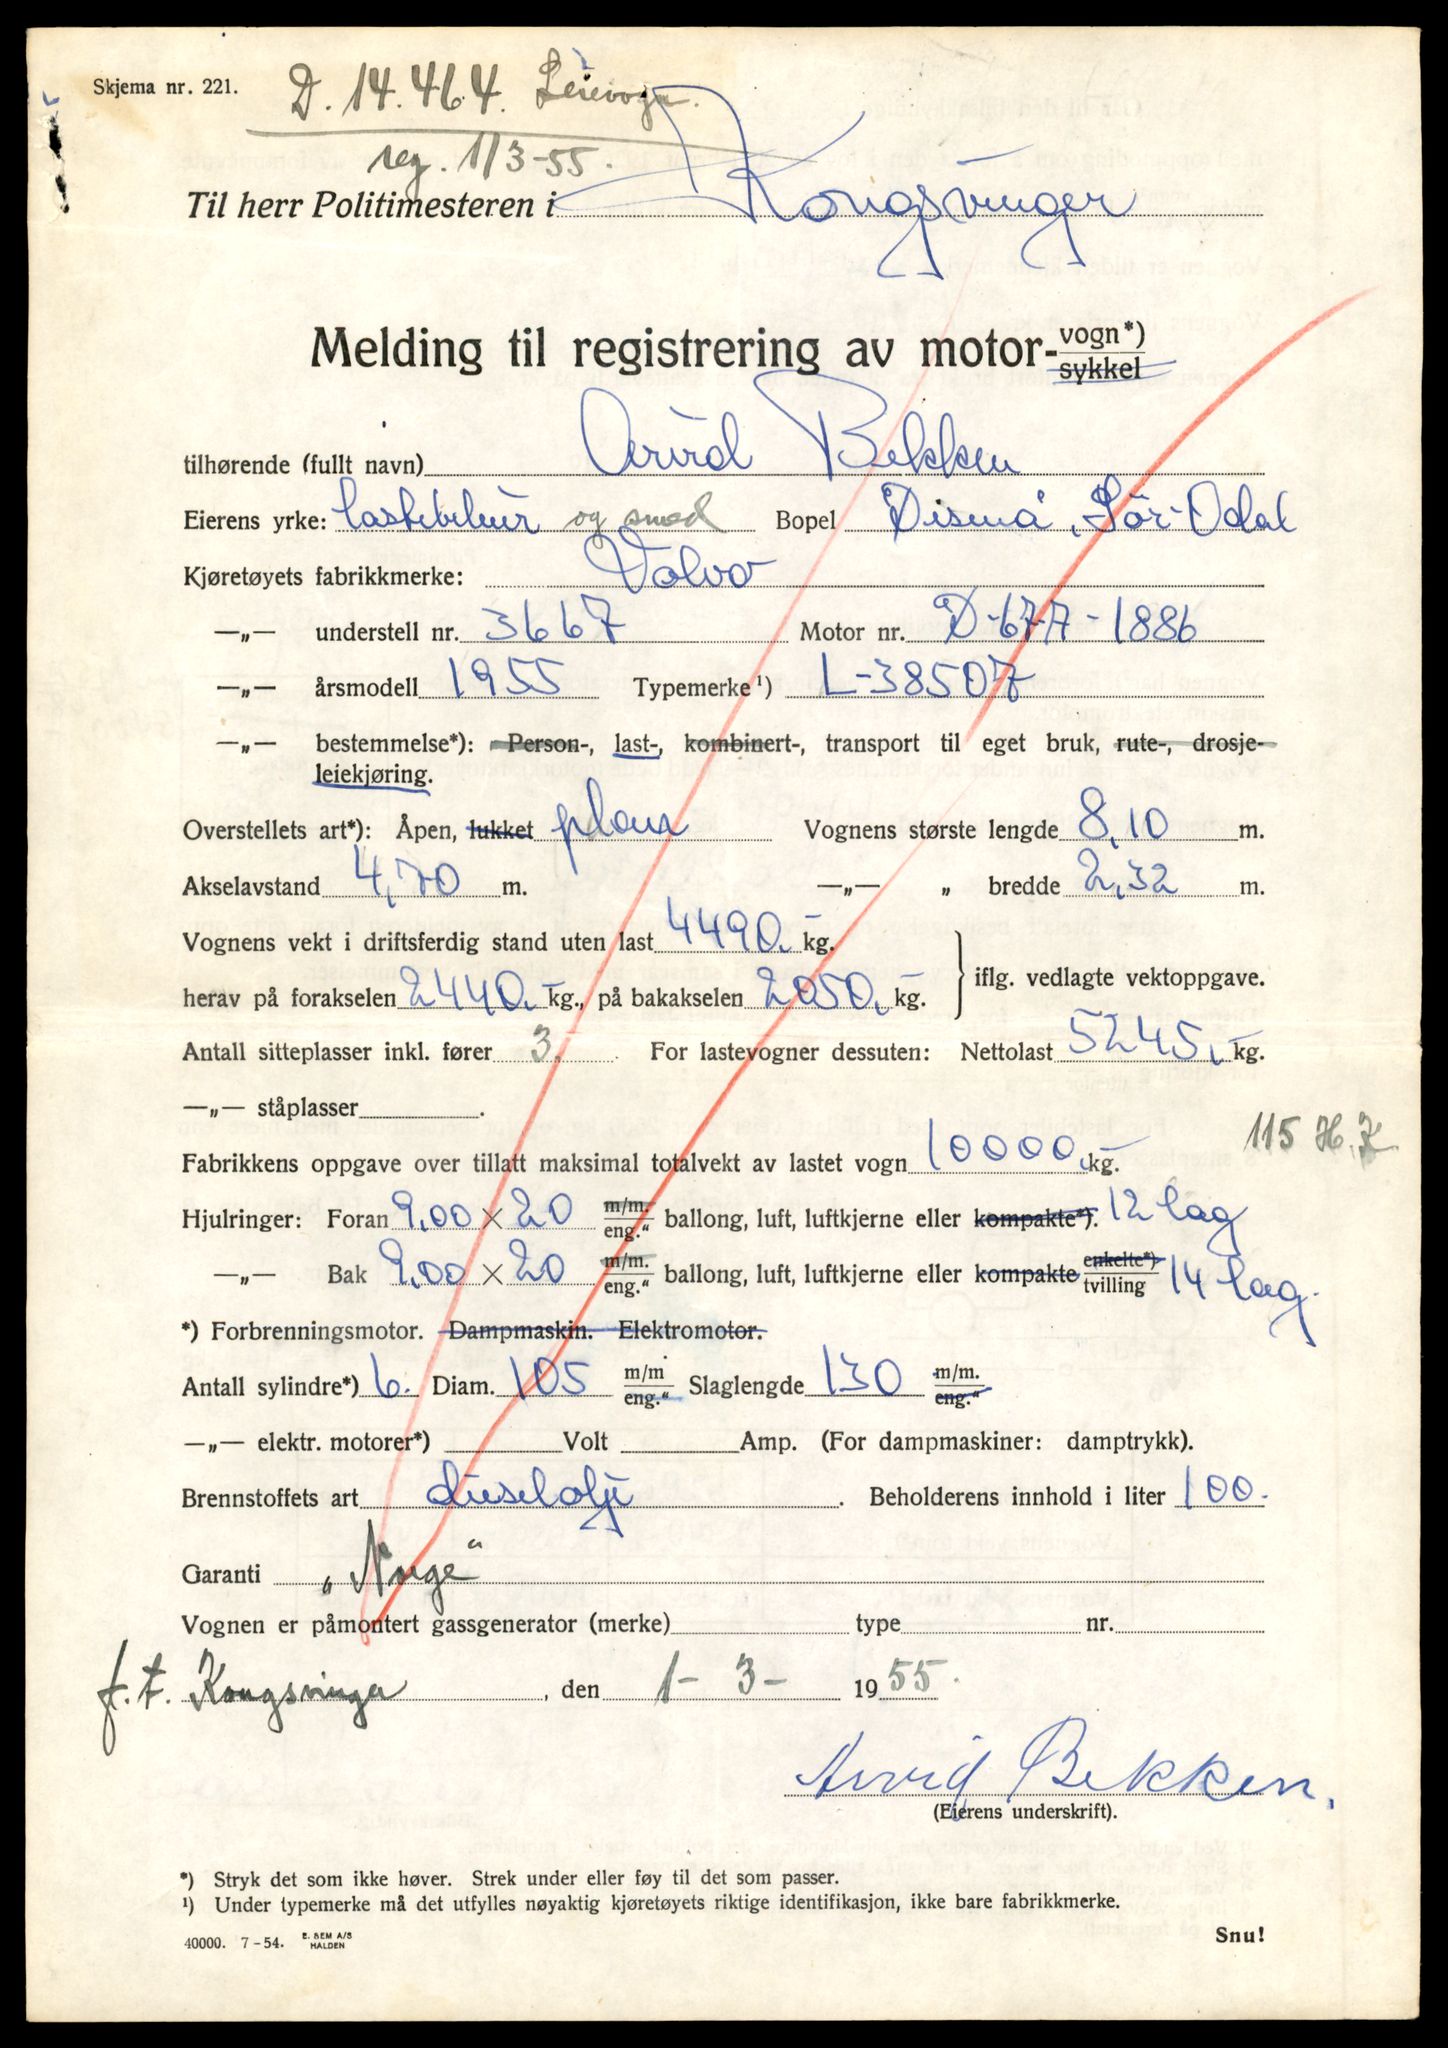 Skjema nr. 221.
D. 14.464. Leievogn.
reg. 1/3-55.
Til herr Politimesteren i Kongsvinger
Melding til registrering av motor- vogn*) sykkel
tilhørende (fullt navn) Arvid Bekken
Eierens yrke: lastebileier og smed Bopel Disenå, Sør-Odal
Kjøretøyets fabrikkmerke: Volvo
—„— understell nr. 3667 Motor nr. D-67-A-1886
—„— årsmodell 1955 Typemerke¹) L-38507
—„— bestemmelse*): Person-, last-, kombinert-, transport til eget bruk, rute-, drosje-
leiekjøring.
Overstellets art*): Åpen, lukket plan Vognens største lengde 8,10 m.
Akselavstand 4,70 m. —„— „ bredde 2,32 m.
Vognens vekt i driftsferdig stand uten last 4490,- kg.
herav på forakselen 2440,- kg., på bakakselen 2050,- kg. } iflg. vedlagte vektoppgave.
Antall sitteplasser inkl. fører 3. For lastevogner dessuten: Nettolast 5245,- kg.
—„— ståplasser .
115 H.K
Fabrikkens oppgave over tillatt maksimal totalvekt av lastet vogn 10000,- kg.
Hjulringer: Foran 9,00 × 20 m/m. eng.“ ballong, luft, luftkjerne eller kompakte*). 12 lag
—„— Bak 9,00 × 20 m/m. eng.“ ballong, luft, luftkjerne eller kompakte enkelte*) tvilling 14 lag.
*) Forbrenningsmotor. Dampmaskin. Elektromotor.
Antall sylindre*) 6. Diam. 105 m/m eng.“ Slaglengde 130 m/m. eng.“
—„— elektr. motorer*) Volt Amp. (For dampmaskiner: damptrykk).
Brennstoffets art dieselolje . Beholderens innhold i liter 100.
Garanti „Norge“
Vognen er påmontert gassgenerator (merke) type nr.
f.t. Kongsvinger , den 1-3- 1955.
Arvid Bekken.
(Eierens underskrift).
*) Stryk det som ikke høver. Strek under eller føy til det som passer.
¹) Under typemerke må det utfylles nøyaktig kjøretøyets riktige identifikasjon, ikke bare fabrikkmerke.
40000. 7-54. E. SEM A/S HALDEN
Snu!